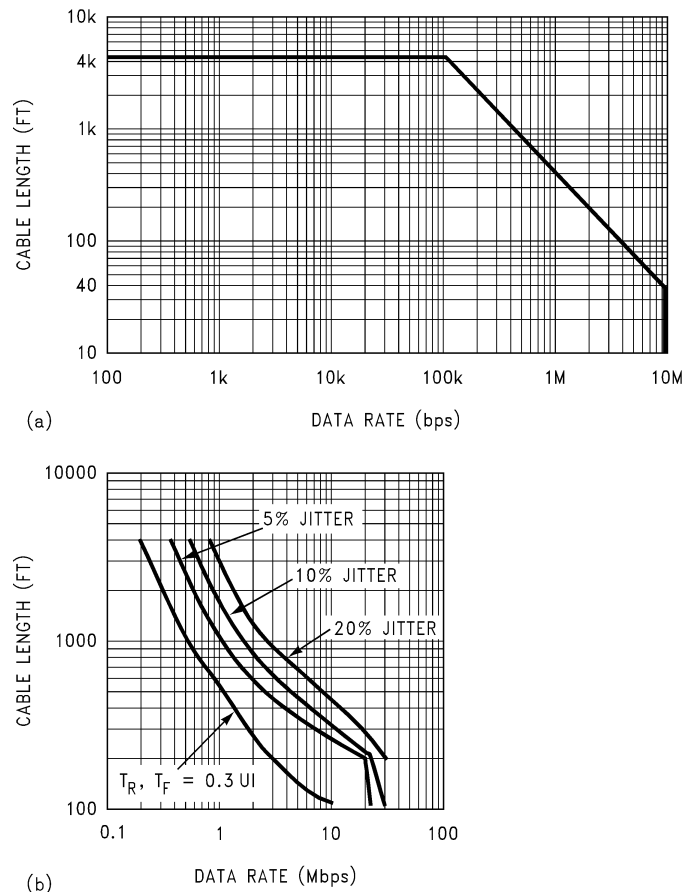 10k
4k
1k
100
40
10
CABLE LENGTH (FT)
100 1k 10k 100k 1M 10M
DATA RATE (bps)
(a)
10000
1000
100
CABLE LENGTH (FT)
5% JITTER
10% JITTER
20% JITTER
TR, TF = 0.3 UI
0.1 1 10 100
DATA RATE (Mbps)
(b)